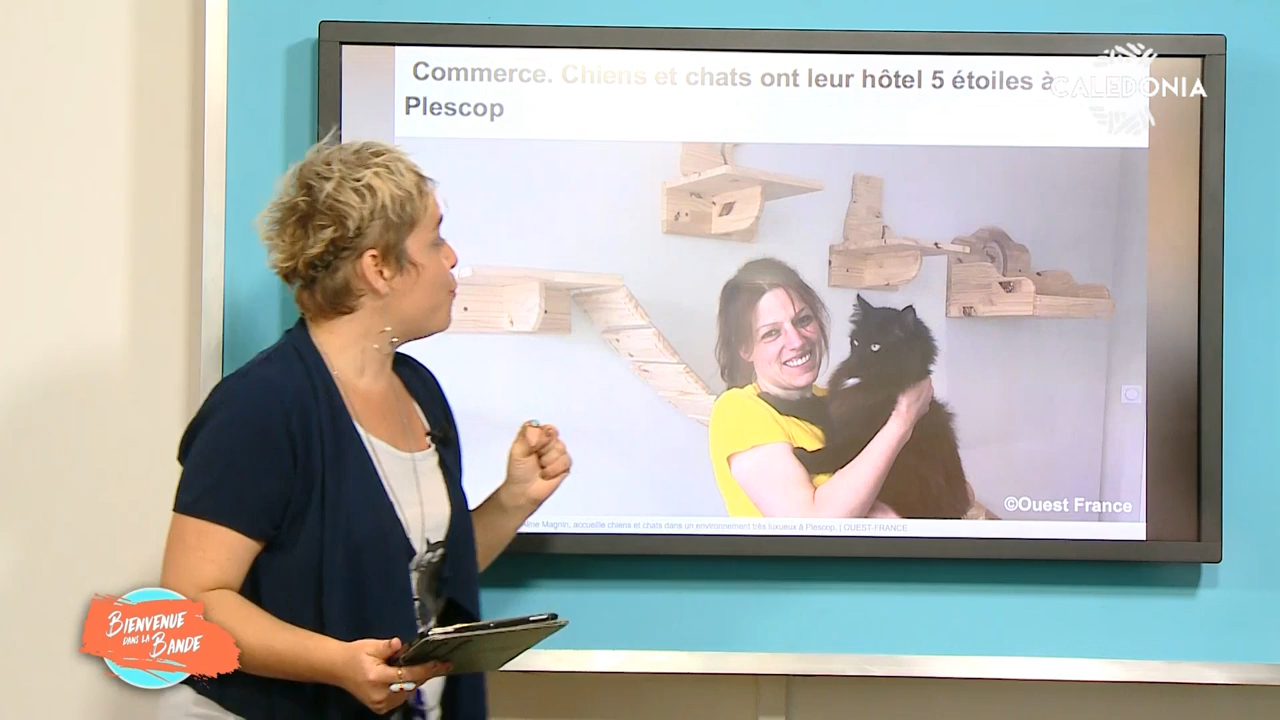 Commerce. Chiens et chats ont leur hôtel 5 étoiles à
Plescop
CALEDONIA
©Ouest France
Magnin, accueille chiens et chats dans un environnement très luxueux à Plescop. | OUEST-FRANCE
BIENVENUE
DANS LA
BANDE